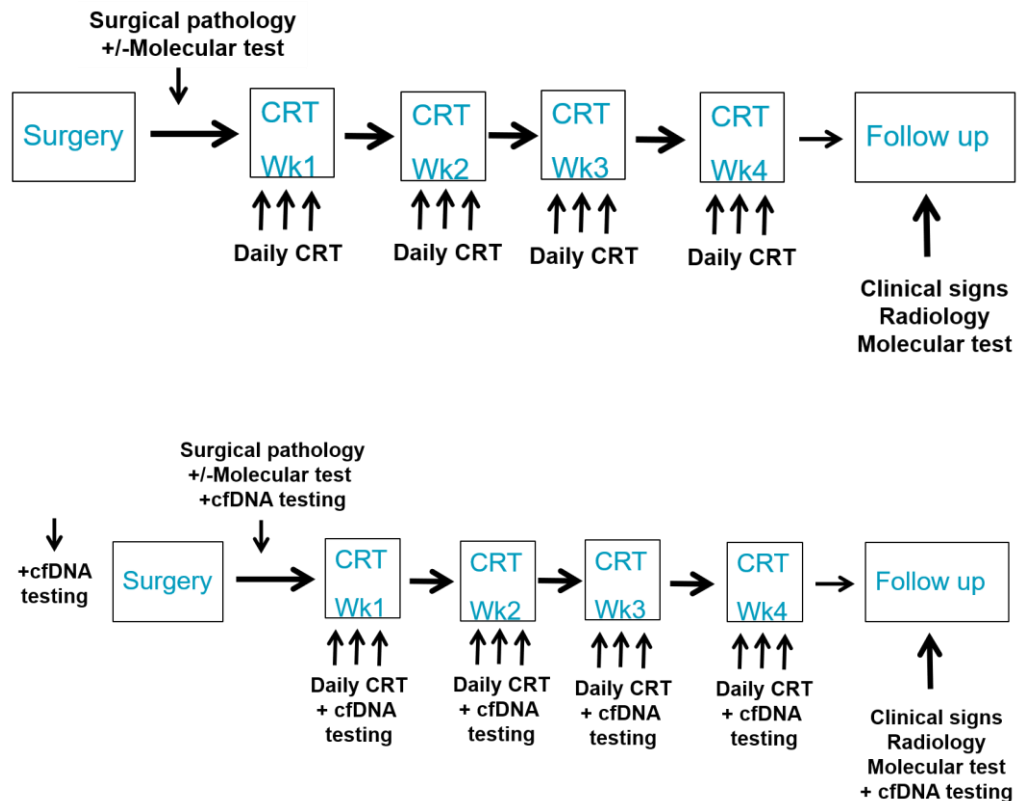 Surgical pathology
+/-Molecular test
Surgery
CRT
Wk1
CRT
Wk2
CRT
Wk3
CRT
Wk4
Follow up
Daily CRT
Daily CRT
Daily CRT
Daily CRT
Clinical signs
Radiology
Molecular test
Surgical pathology
+/-Molecular test
+cfDNA testing
+cfDNA
testing
Surgery
CRT
Wk1
CRT
Wk2
CRT
Wk3
CRT
Wk4
Follow up
Daily CRT
+ cfDNA
testing
Daily CRT
+ cfDNA
testing
Daily CRT
+ cfDNA
testing
Daily CRT
+ cfDNA
testing
Clinical signs
Radiology
Molecular test
+ cfDNA testing